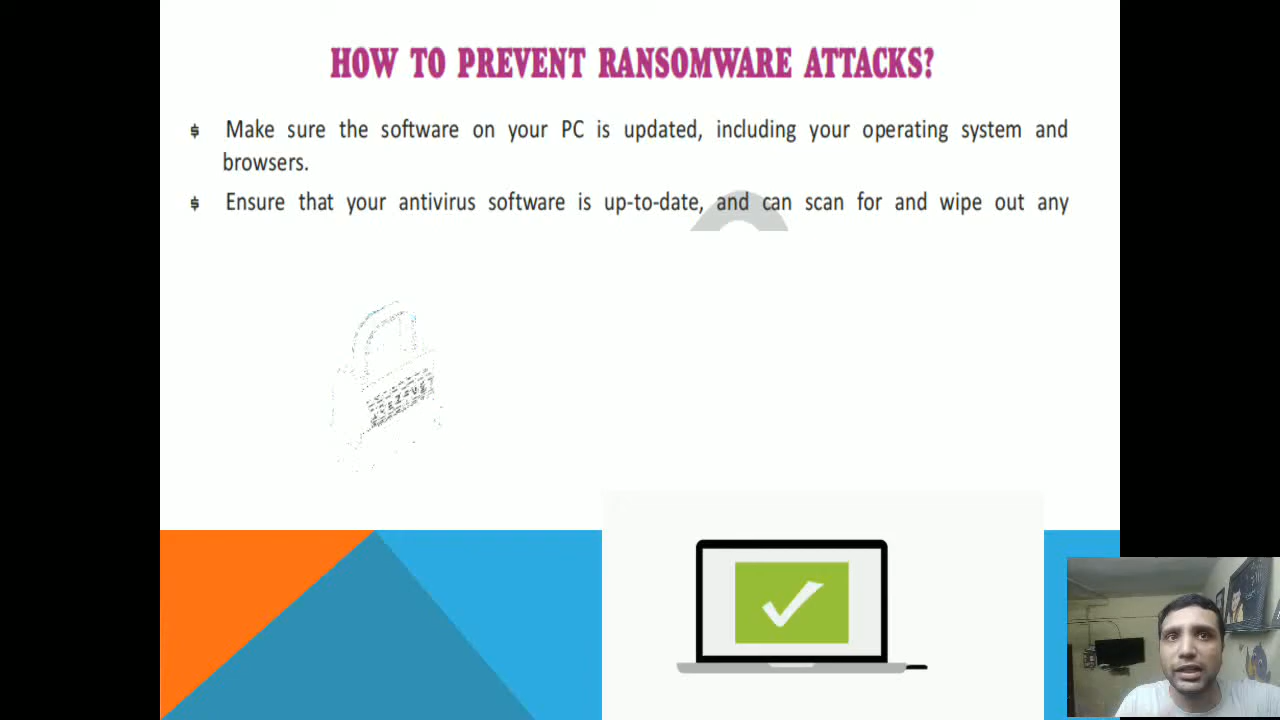 HOW TO PREVENT RANSOMWARE ATTACKS?
$ Make sure the software on your PC is updated, including your operating system and
browsers.
$ Ensure that your antivirus software is up-to-date, and can scan for and wipe out any